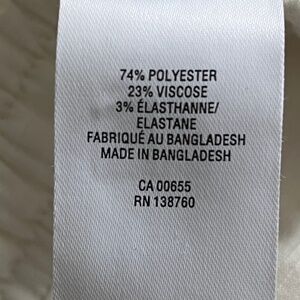 74% POLYESTER
23% VISCOSE
3% ÉLASTHANNE/
ELASTANE
FABRIQUÉ AU BANGLADESH
MADE IN BANGLADESH
CA 00655
RN 138760